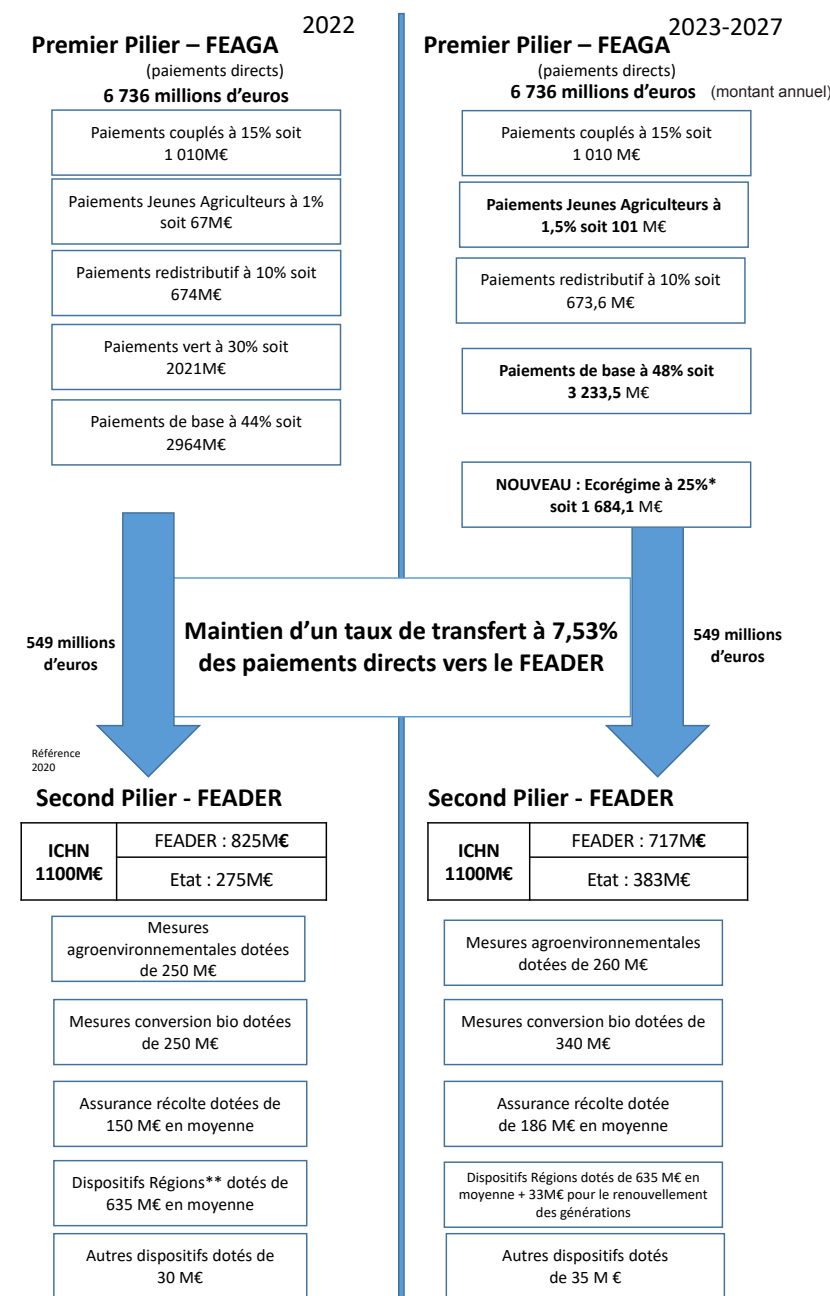 2022
Premier Pilier – FEAGA
(paiements directs)
6 736 millions d’euros
Paiements couplés à 15% soit
1 010M€
Paiements Jeunes Agriculteurs à 1%
soit 67M€
Paiements redistributif à 10% soit
674M€
Paiements vert à 30% soit
2021M€
Paiements de base à 44% soit
2964M€
2023-2027
Premier Pilier – FEAGA
(paiements directs)
6 736 millions d’euros (montant annuel)
Paiements couplés à 15% soit
1 010 M€
Paiements Jeunes Agriculteurs à
1,5% soit 101 M€
Paiements redistributif à 10% soit
673,6 M€
Paiements de base à 48% soit
3 233,5 M€
NOUVEAU : Ecorégime à 25%*
soit 1 684,1 M€
549 millions
d’euros
Maintien d’un taux de transfert à 7,53%
des paiements directs vers le FEADER
549 millions
d’euros
Référence
2020
Second Pilier - FEADER
ICHN
1100M€
FEADER : 825M€
Etat : 275M€
Mesures
agroenvironnementales dotées
de 250 M€
Mesures conversion bio dotées
de 250 M€
Assurance récolte dotées de
150 M€ en moyenne
Dispositifs Régions** dotés de
635 M€ en moyenne
Autres dispositifs dotés de
30 M€
Second Pilier - FEADER
ICHN
1100M€
FEADER : 717M€
Etat : 383M€
Mesures agroenvironnementales
dotées de 260 M€
Mesures conversion bio dotées de
340 M€
Assurance récolte dotée
de 186 M€ en moyenne
Dispositifs Régions dotés de 635 M€ en
moyenne + 33M€ pour le renouvellement
des générations
Autres dispositifs dotés
de 35 M €